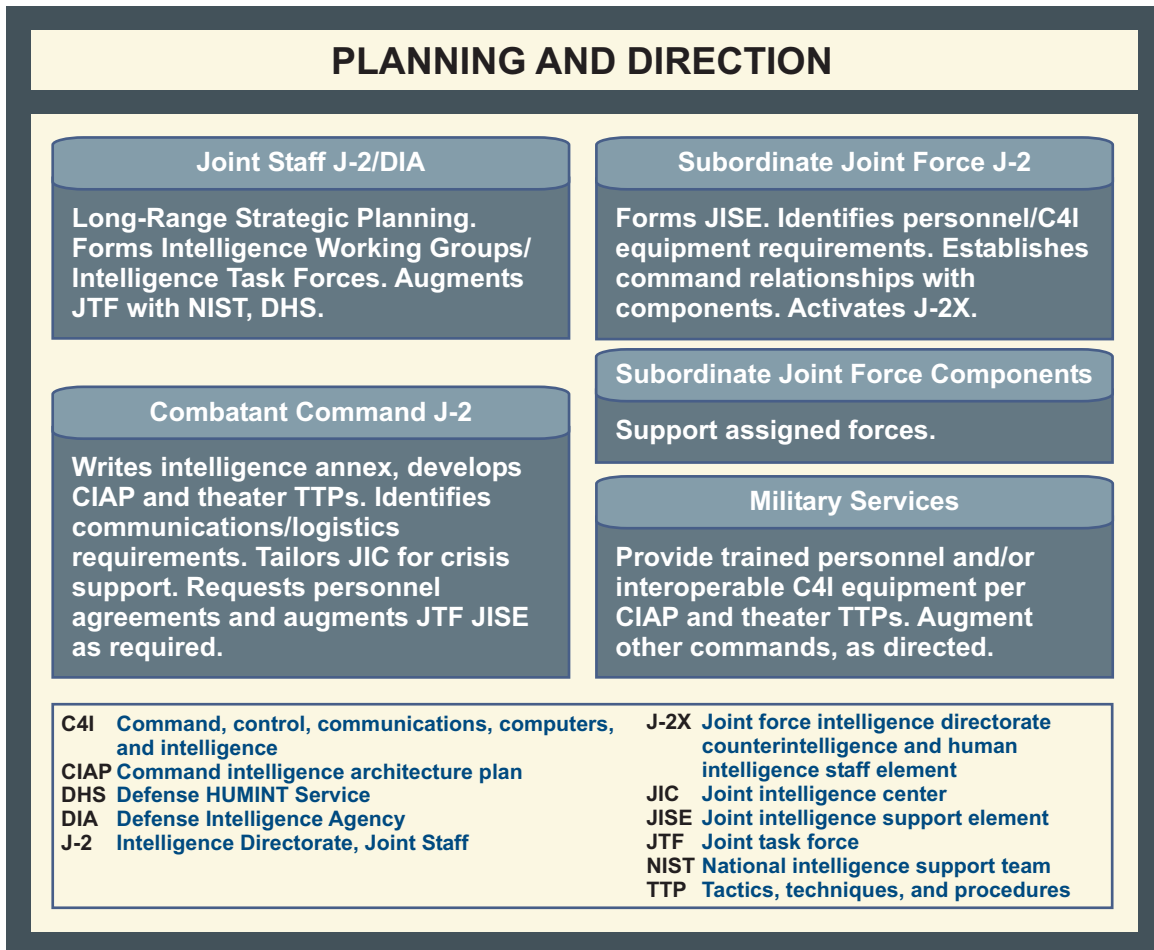 PLANNING AND DIRECTION
Joint Staff J-2/DIA
Long-Range Strategic Planning.
Forms Intelligence Working Groups/
Intelligence Task Forces. Augments
JTF with NIST, DHS.
Combatant Command J-2
Writes intelligence annex, develops
CIAP and theater TTPs. Identifies
communications/logistics
requirements. Tailors JIC for crisis
support. Requests personnel
agreements and augments JTF JISE
as required.
Subordinate Joint Force J-2
Forms JISE. Identifies personnel/C4I
equipment requirements. Establishes
command relationships with
components. Activates J-2X.
Subordinate Joint Force Components
Support assigned forces.
Military Services
Provide trained personnel and/or
interoperable C4I equipment per
CIAP and theater TTPs. Augment
other commands, as directed.
C4I Command, control, communications, computers,
and intelligence
CIAP Command intelligence architecture plan
DHS Defense HUMINT Service
DIA Defense Intelligence Agency
J-2 Intelligence Directorate, Joint Staff
J-2X Joint force intelligence directorate
counterintelligence and human
intelligence staff element
JIC Joint intelligence center
JISE Joint intelligence support element
JTF Joint task force
NIST National intelligence support team
TTP Tactics, techniques, and procedures